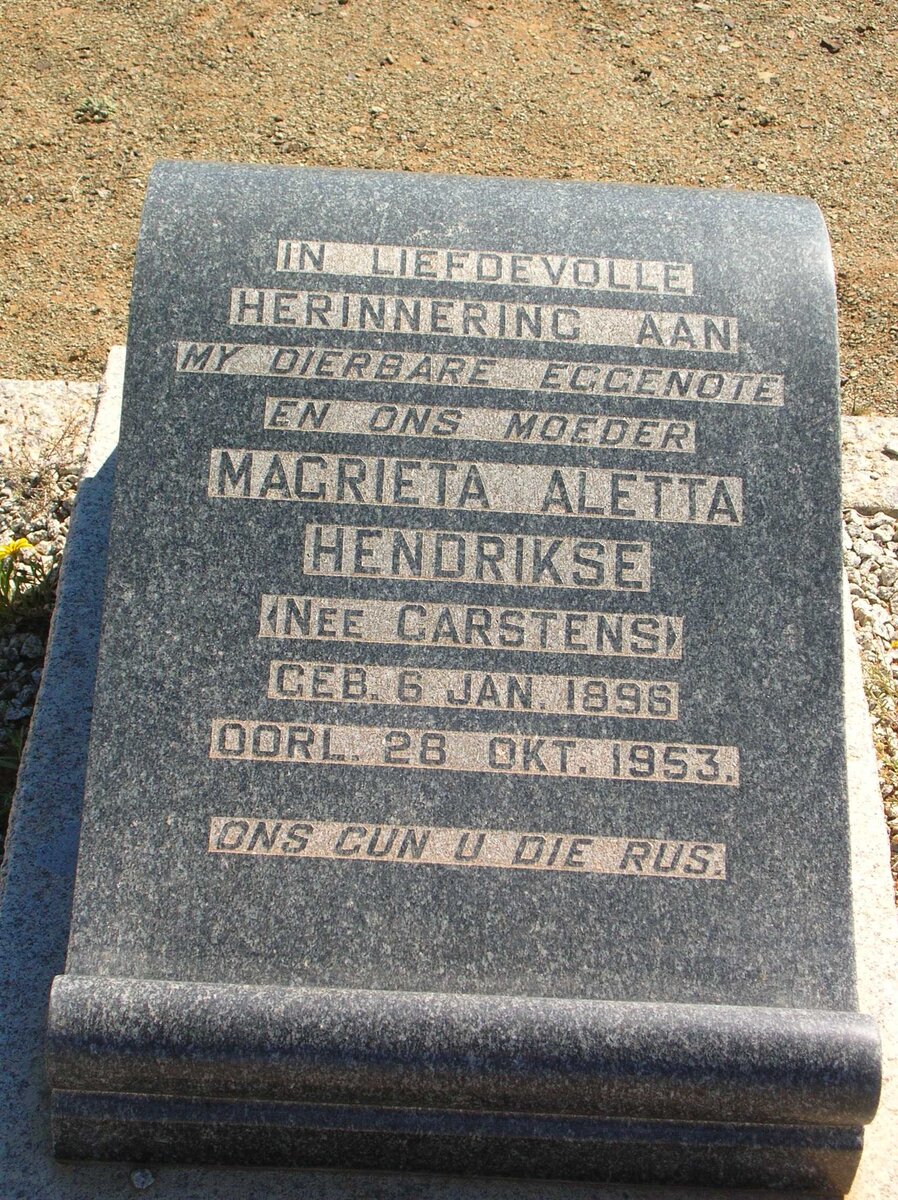 IN LIEFDEVOLLE
HERINNERING AAN
MY DIERBARE EGGENOTE
EN ONS MOEDER
MAGRIETA ALETTA
HENDRIKSE
(NEE CARSTENS)
GEB. 6 JAN. 1896
OORL. 28 OKT. 1953.
ONS GUN U DIE RUS.